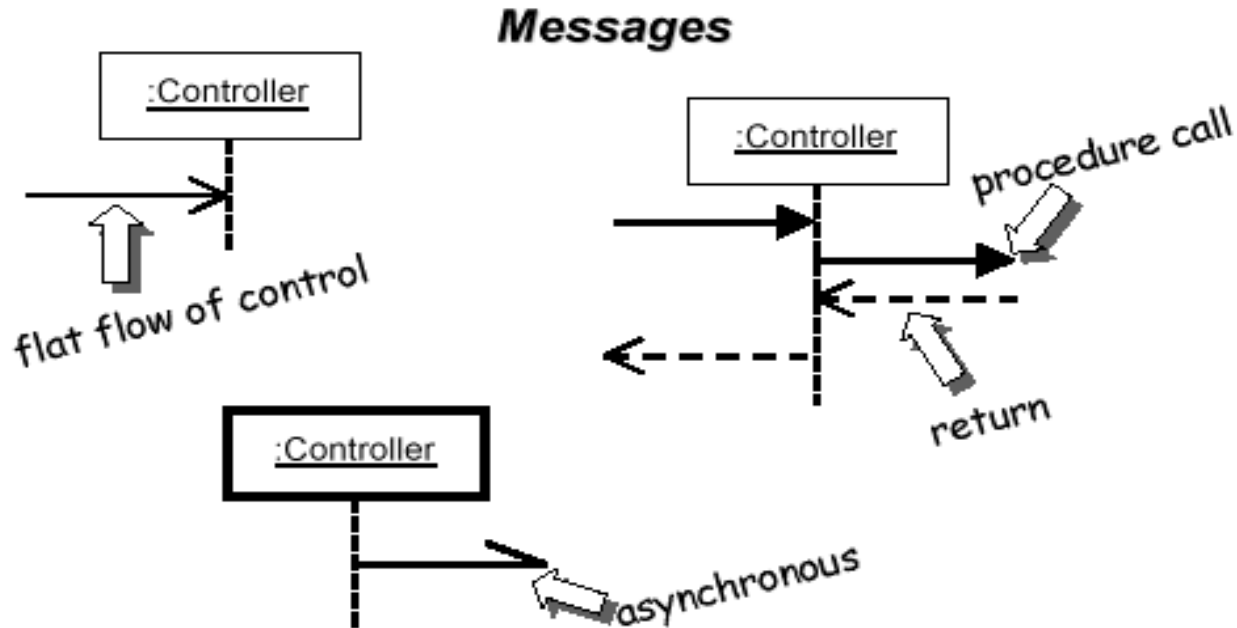 Messages
:Controller
flat flow of control
:Controller
procedure call
return
:Controller
asynchronous